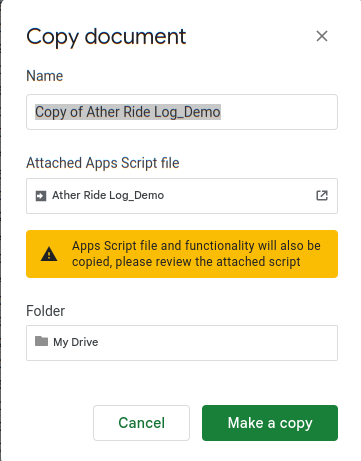 Copy document
Name
Copy of Ather Ride Log_Demo
Attached Apps Script file
Ather Ride Log_Demo
Apps Script file and functionality will also be
copied, please review the attached script
Folder
My Drive
Cancel
Make a copy